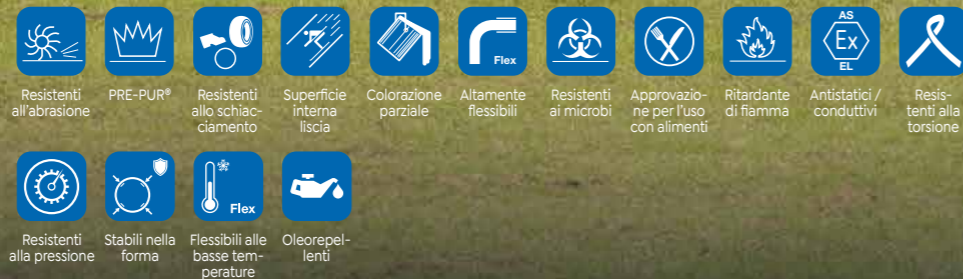 Flex
AS
Ex
EL
Resistenti
all'abrasione
PRE-PUR®
Resistenti
allo schiac-
ciamento
Superficie
interna
liscia
Colorazione
parziale
Altamente
flessibili
Resistenti
ai microbi
Approvazio-
ne per l'uso
con alimenti
Ritardante
di fiamma
Antistatici /
conduttivi
Resis-
tenti alla
torsione
Flex
Resistenti
alla pressione
Stabili nella
forma
Flessibili alle
basse tem-
perature
Oleorepel-
lenti